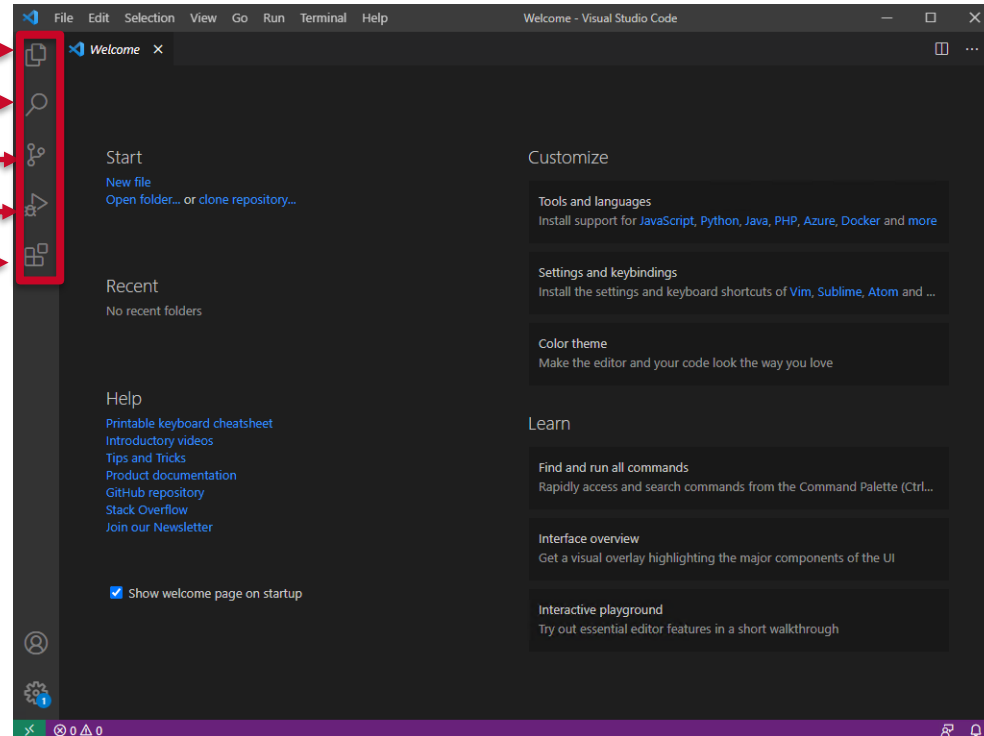 File Edit Selection View Go Run Terminal Help
Welcome - Visual Studio Code
Welcome
Start
New file
Open folder... or clone repository...
Recent
No recent folders
Help
Printable keyboard cheatsheet
Introductory videos
Tips and Tricks
Product documentation
GitHub repository
Stack Overflow
Join our Newsletter
Show welcome page on startup
Customize
Tools and languages
Install support for JavaScript, Python, Java, PHP, Azure, Docker and more
Settings and keybindings
Install the settings and keyboard shortcuts of Vim, Sublime, Atom and ...
Color theme
Make the editor and your code look the way you love
Learn
Find and run all commands
Rapidly access and search commands from the Command Palette (Ctrl...
Interface overview
Get a visual overlay highlighting the major components of the UI
Interactive playground
Try out essential editor features in a short walkthrough
1
0 0